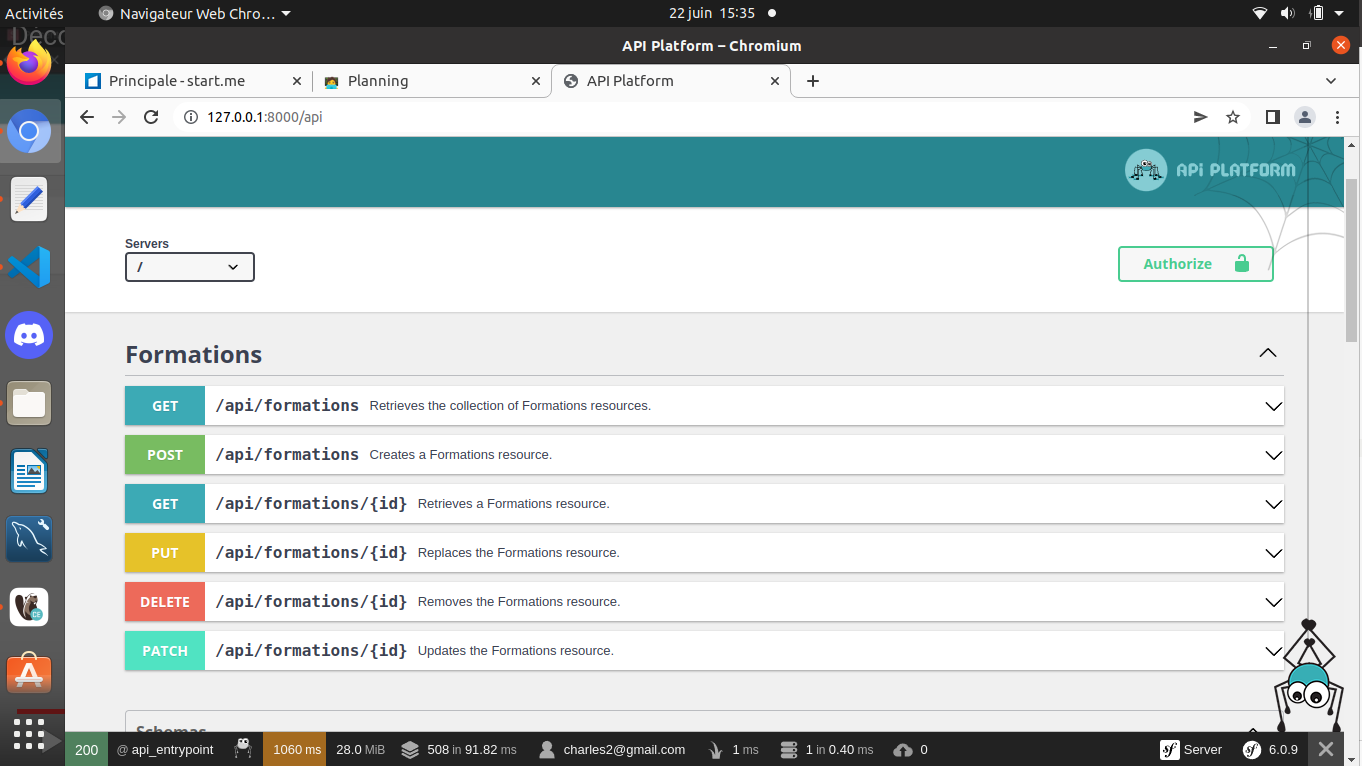 Activités Navigateur Web Chro… 22 juin 15:35
API Platform – Chromium
Principale - start.me Planning API Platform
127.0.0.1:8000/api
API PLATFORM
Servers
/
Authorize
Formations
GET /api/formations Retrieves the collection of Formations resources.
POST /api/formations Creates a Formations resource.
GET /api/formations/{id} Retrieves a Formations resource.
PUT /api/formations/{id} Replaces the Formations resource.
DELETE /api/formations/{id} Removes the Formations resource.
PATCH /api/formations/{id} Updates the Formations resource.
Schemas
200 @ api_entrypoint 1060 ms 28.0 MiB 508 in 91.82 ms charles2@gmail.com 1 ms 1 in 0.40 ms 0 Server 6.0.9